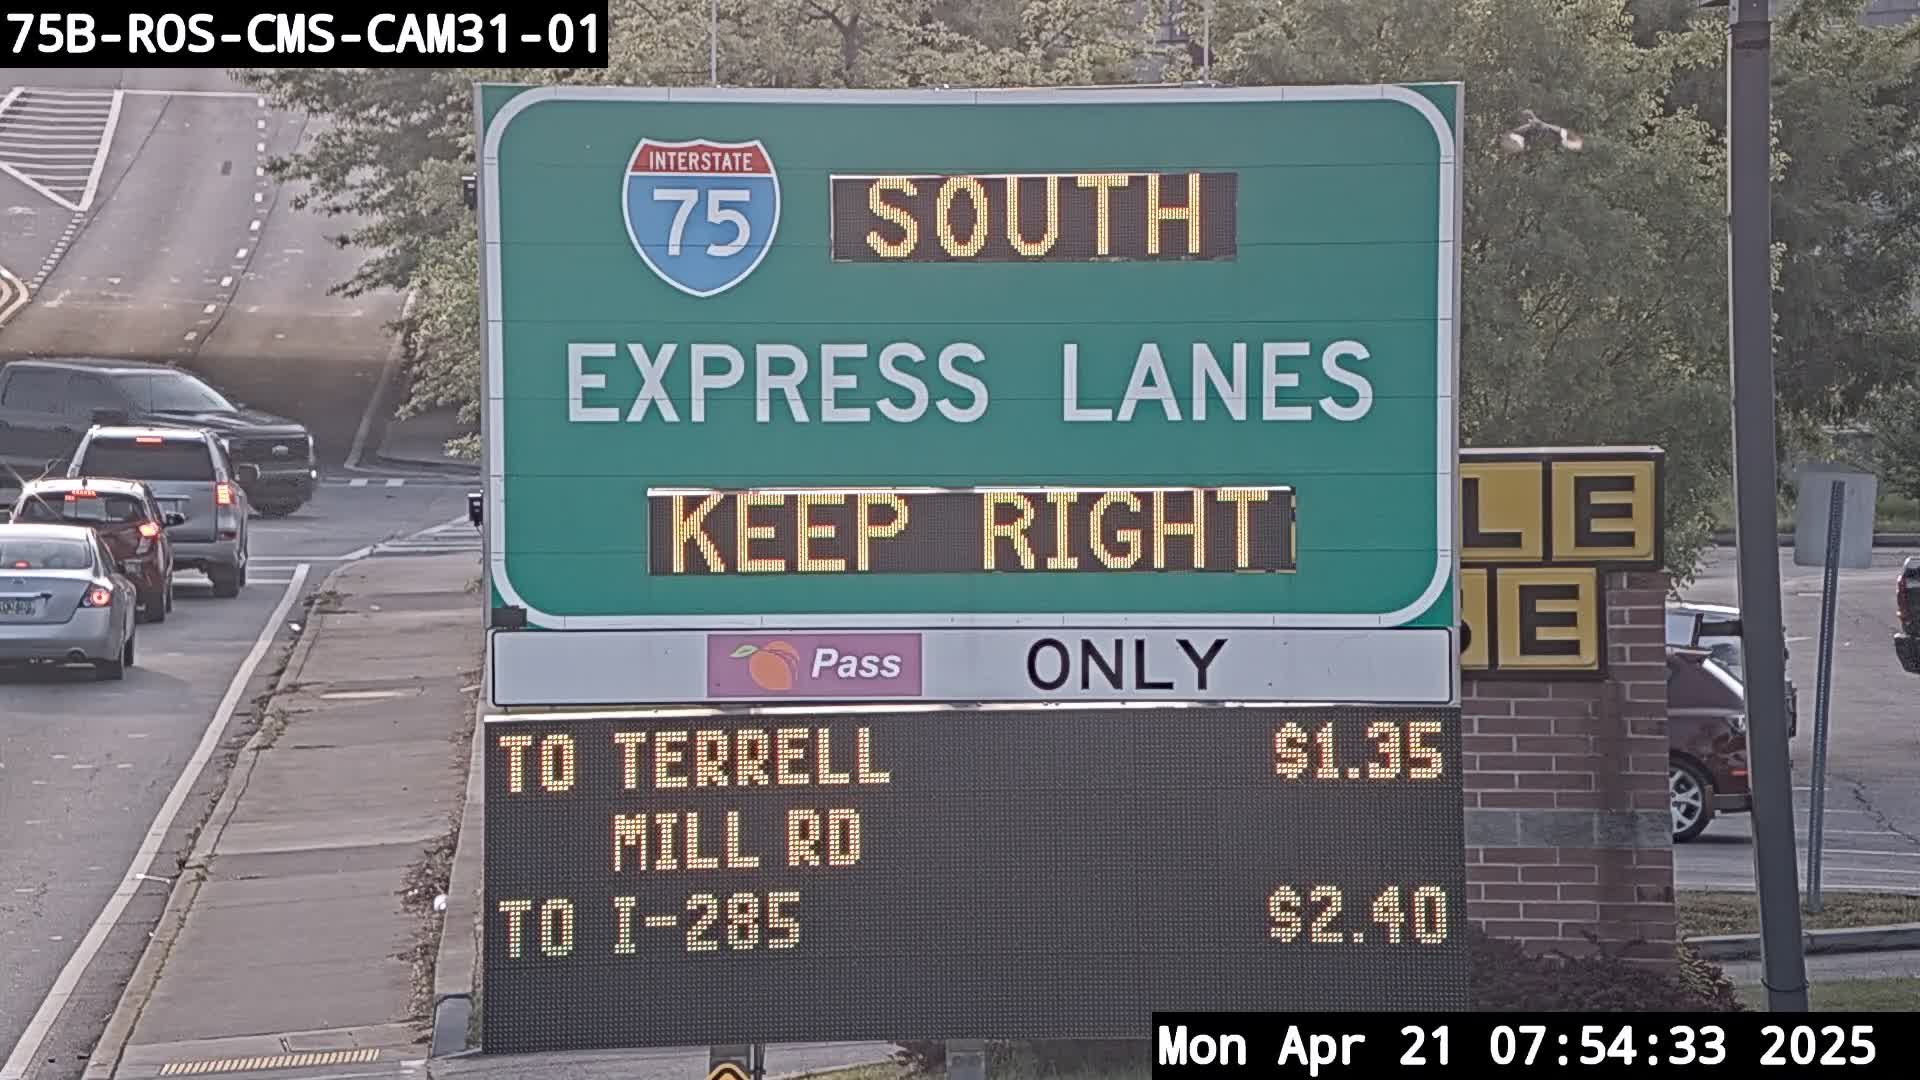 75B-ROS-CMS-CAM31-01
INTERSTATE
75
SOUTH
EXPRESS LANES
KEEP RIGHT
Pass ONLY
TO TERRELL $1.35
MILL RD
TO I-285 $2.40
LE
E
Mon Apr 21 07:54:33 2025